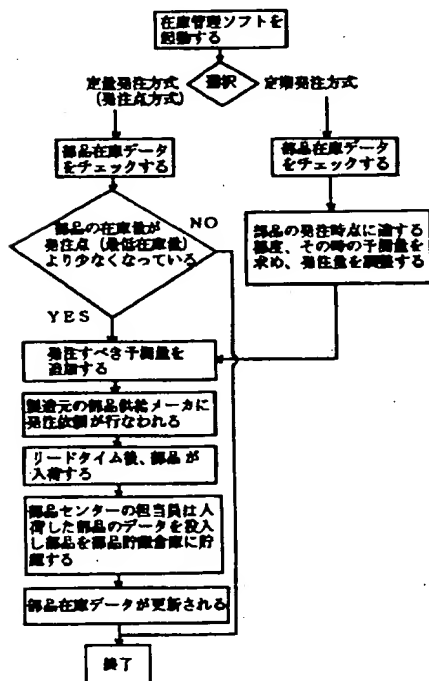 在庫管理ソフトを
起動する
選択
定量発注方式
(発注点方式)
定期発注方式
部品在庫データ
をチェックする
部品在庫データ
をチェックする
部品の在庫量が
発注点(最低在庫量)
より少なくなっている
NO
YES
部品の発注時点に達する
都度、その時の予測量を
求め、発注量を調整する
発注すべき予測量を
追加する
製造元の部品供給メーカに
発注依頼が行なわれる
リードタイム後、部品が
入荷する
部品センターの担当員は入
荷した部品のデータを投入
し部品を部品貯蔵倉庫に貯
蔵する
部品在庫データが更新される
終了